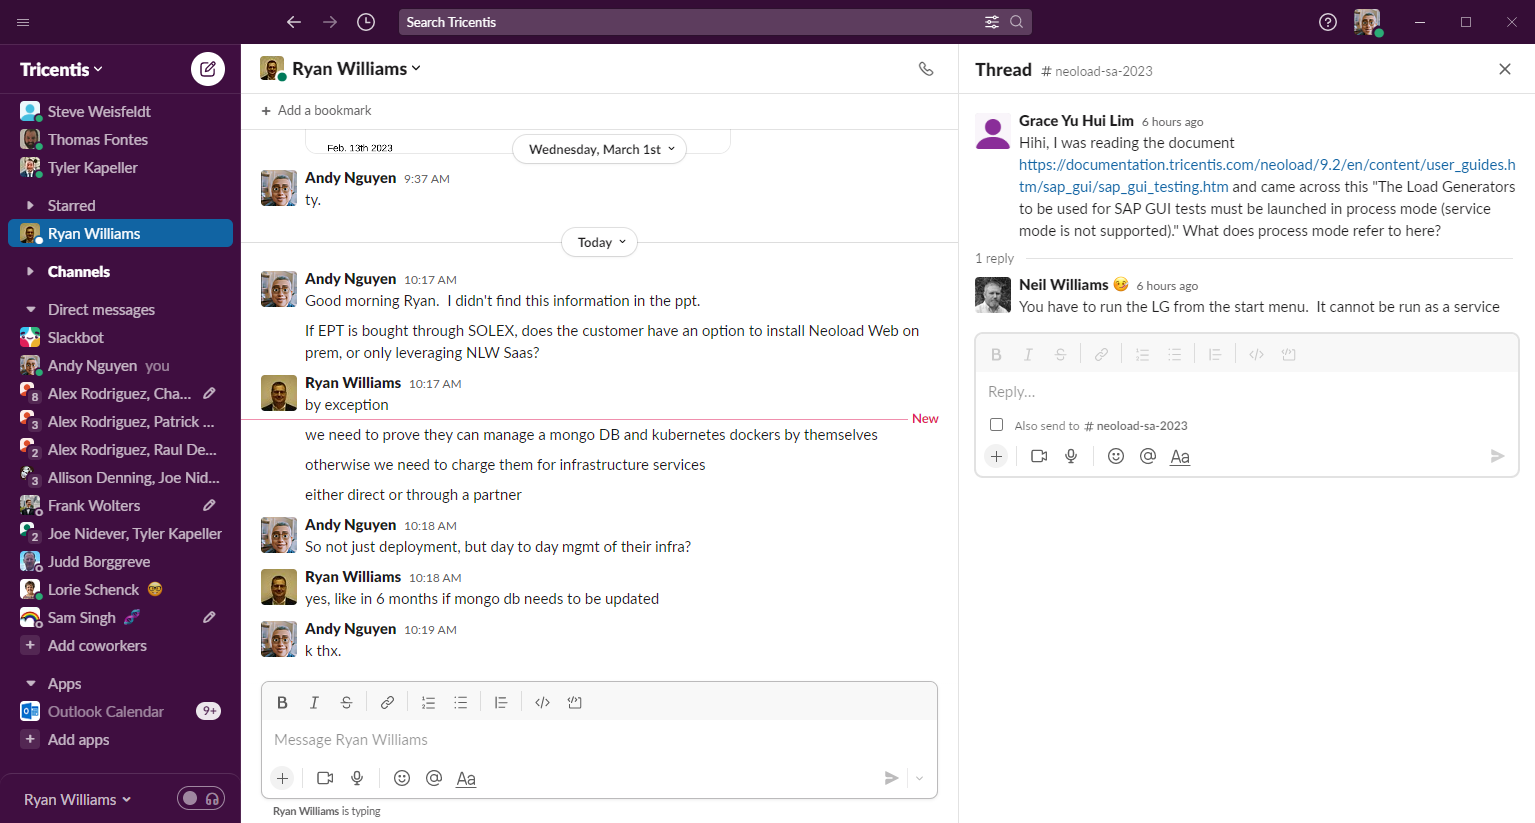 Search Tricentis
Tricentis
Steve Weisfeldt
Thomas Fontes
Tyler Kapeller
Starred
Ryan Williams
Channels
Direct messages
Slackbot
Andy Nguyen you
8 Alex Rodriguez, Cha...
3 Alex Rodriguez, Patrick ...
2 Alex Rodriguez, Raul De...
3 Allison Denning, Joe Nid...
Frank Wolters
2 Joe Nidever, Tyler Kapeller
Judd Borggreve
Lorie Schenck
Sam Singh
+ Add coworkers
Apps
Outlook Calendar 9+
+ Add apps
Ryan Williams
Ryan Williams
+ Add a bookmark
Feb. 13th 2023
Wednesday, March 1st
Andy Nguyen 9:37 AM
ty.
Today
Andy Nguyen 10:17 AM
Good morning Ryan. I didn't find this information in the ppt.
If EPT is bought through SOLEX, does the customer have an option to install Neoload Web on
prem, or only leveraging NLW Saas?
Ryan Williams 10:17 AM
by exception
New
we need to prove they can manage a mongo DB and kubernetes dockers by themselves
otherwise we need to charge them for infrastructure services
either direct or through a partner
Andy Nguyen 10:18 AM
So not just deployment, but day to day mgmt of their infra?
Ryan Williams 10:18 AM
yes, like in 6 months if mongo db needs to be updated
Andy Nguyen 10:19 AM
k thx.
B I S
Message Ryan Williams
+ @ Aa
Ryan Williams is typing
Thread # neoload-sa-2023
Grace Yu Hui Lim 6 hours ago
Hihi, I was reading the document
https://documentation.tricentis.com/neoload/9.2/en/content/user_guides.h
tm/sap_gui/sap_gui_testing.htm and came across this "The Load Generators
to be used for SAP GUI tests must be launched in process mode (service
mode is not supported)." What does process mode refer to here?
1 reply
Neil Williams 6 hours ago
You have to run the LG from the start menu. It cannot be run as a service
B I S
Reply...
Also send to # neoload-sa-2023
+ @ Aa